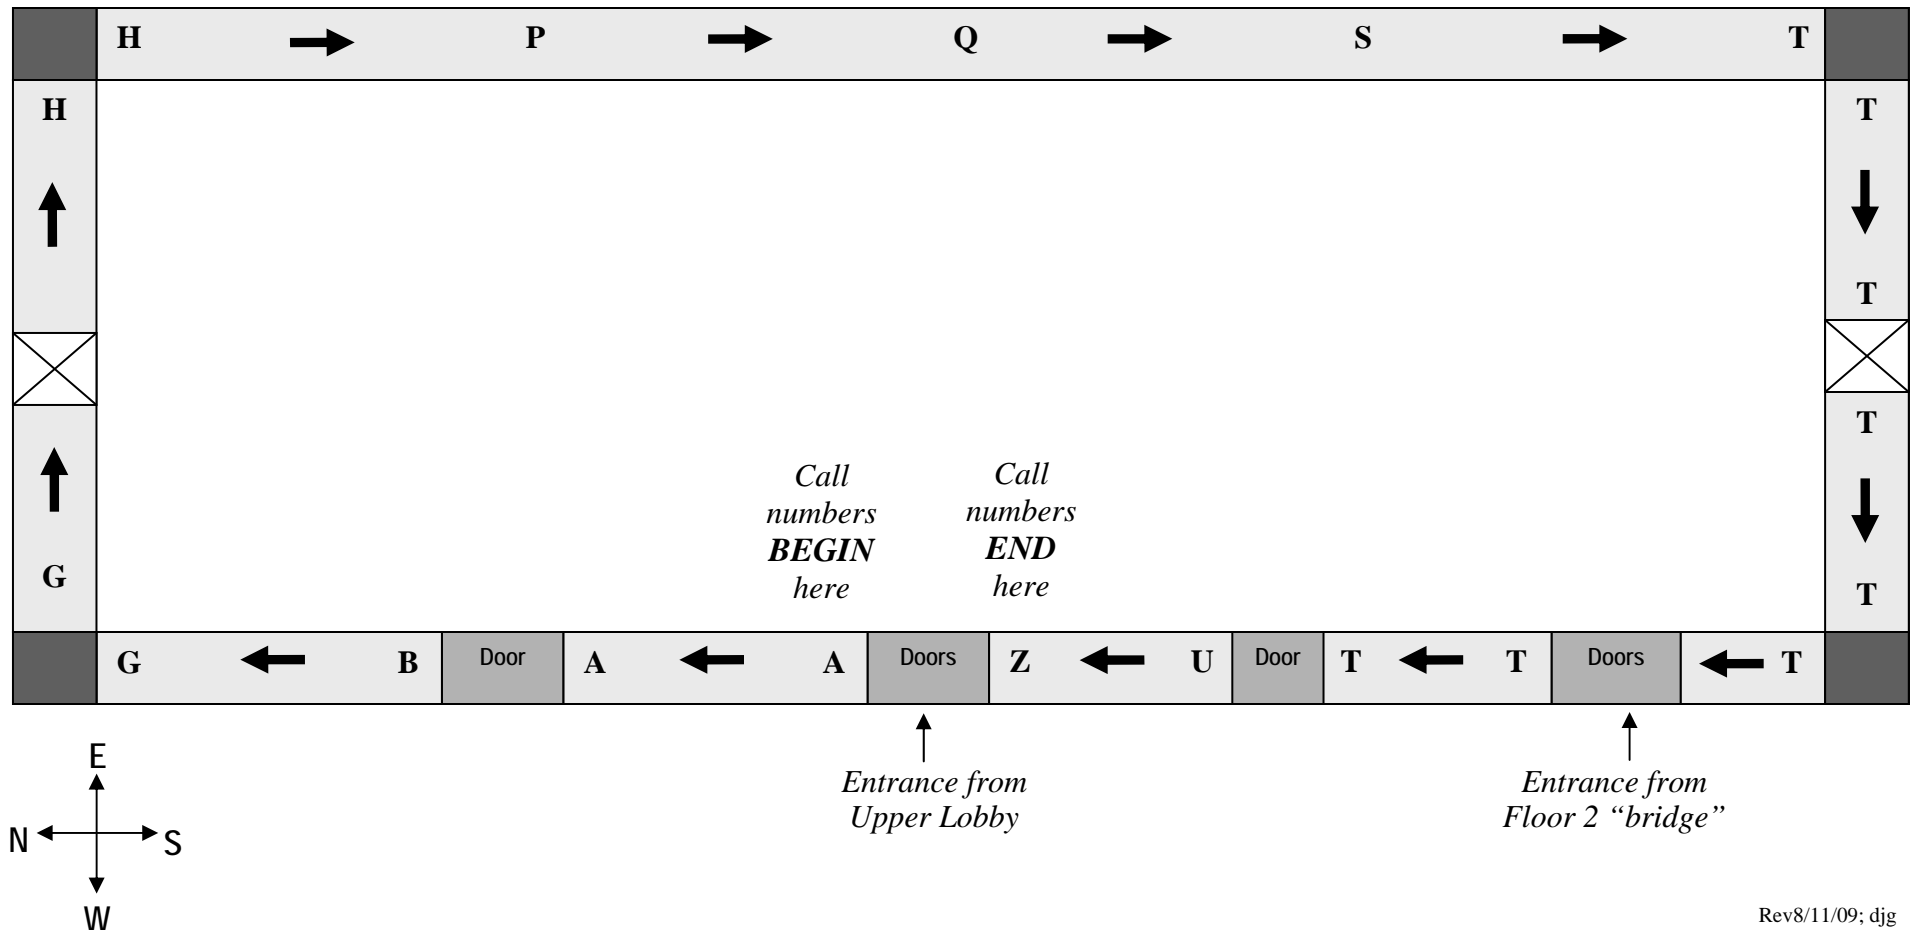 H P Q S T
H T
T
T
Call Call
numbers numbers
BEGIN END
here here
G T
G B Door A A Doors Z U Door T T Doors T
Entrance from Entrance from
Upper Lobby Floor 2 “bridge”
E
N S
W
Rev8/11/09; djg